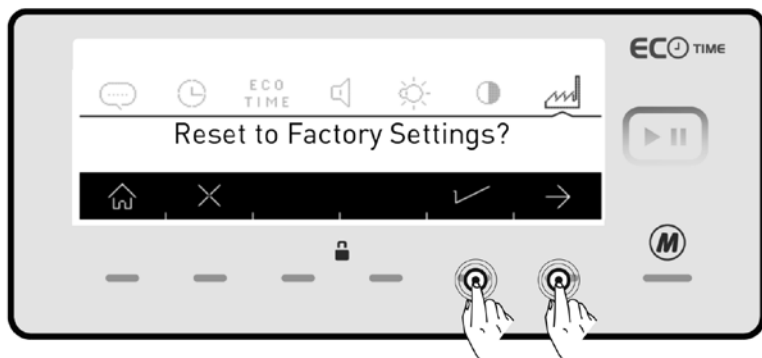 ECO TIME
ECO
TIME
Reset to Factory Settings?
M